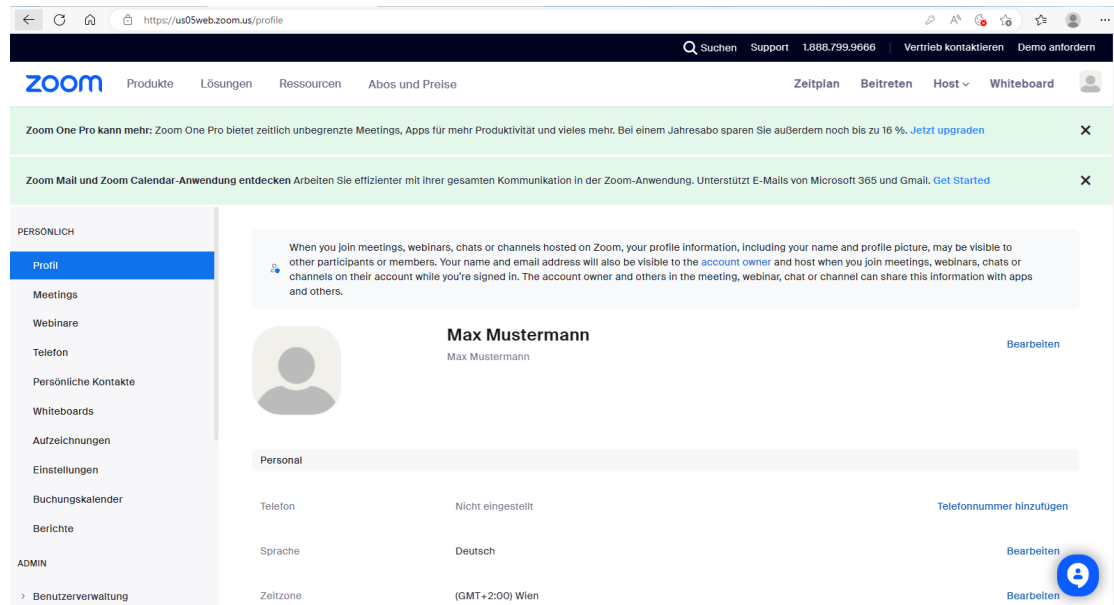 https://us05web.zoom.us/profile
Suchen Support 1.888.799.9666 Vertrieb kontaktieren Demo anfordern
zoom Produkte Lösungen Ressourcen Abos und Preise Zeitplan Beitreten Host Whiteboard
Zoom One Pro kann mehr: Zoom One Pro bietet zeitlich unbegrenzte Meetings, Apps für mehr Produktivität und vieles mehr. Bei einem Jahresabo sparen Sie außerdem noch bis zu 16 %. Jetzt upgraden
Zoom Mail und Zoom Calendar-Anwendung entdecken Arbeiten Sie effizienter mit ihrer gesamten Kommunikation in der Zoom-Anwendung. Unterstützt E-Mails von Microsoft 365 und Gmail. Get Started
PERSÖNLICH
Profil
Meetings
Webinare
Telefon
Persönliche Kontakte
Whiteboards
Aufzeichnungen
Einstellungen
Buchungskalender
Berichte
ADMIN
Benutzerverwaltung
When you join meetings, webinars, chats or channels hosted on Zoom, your profile information, including your name and profile picture, may be visible to
other participants or members. Your name and email address will also be visible to the account owner and host when you join meetings, webinars, chats or
channels on their account while you're signed in. The account owner and others in the meeting, webinar, chat or channel can share this information with apps
and others.
Max Mustermann
Bearbeiten
Max Mustermann
Personal
Telefon Nicht eingestellt Telefonnummer hinzufügen
Sprache Deutsch Bearbeiten
Zeitzone (GMT+2:00) Wien Bearbeiten